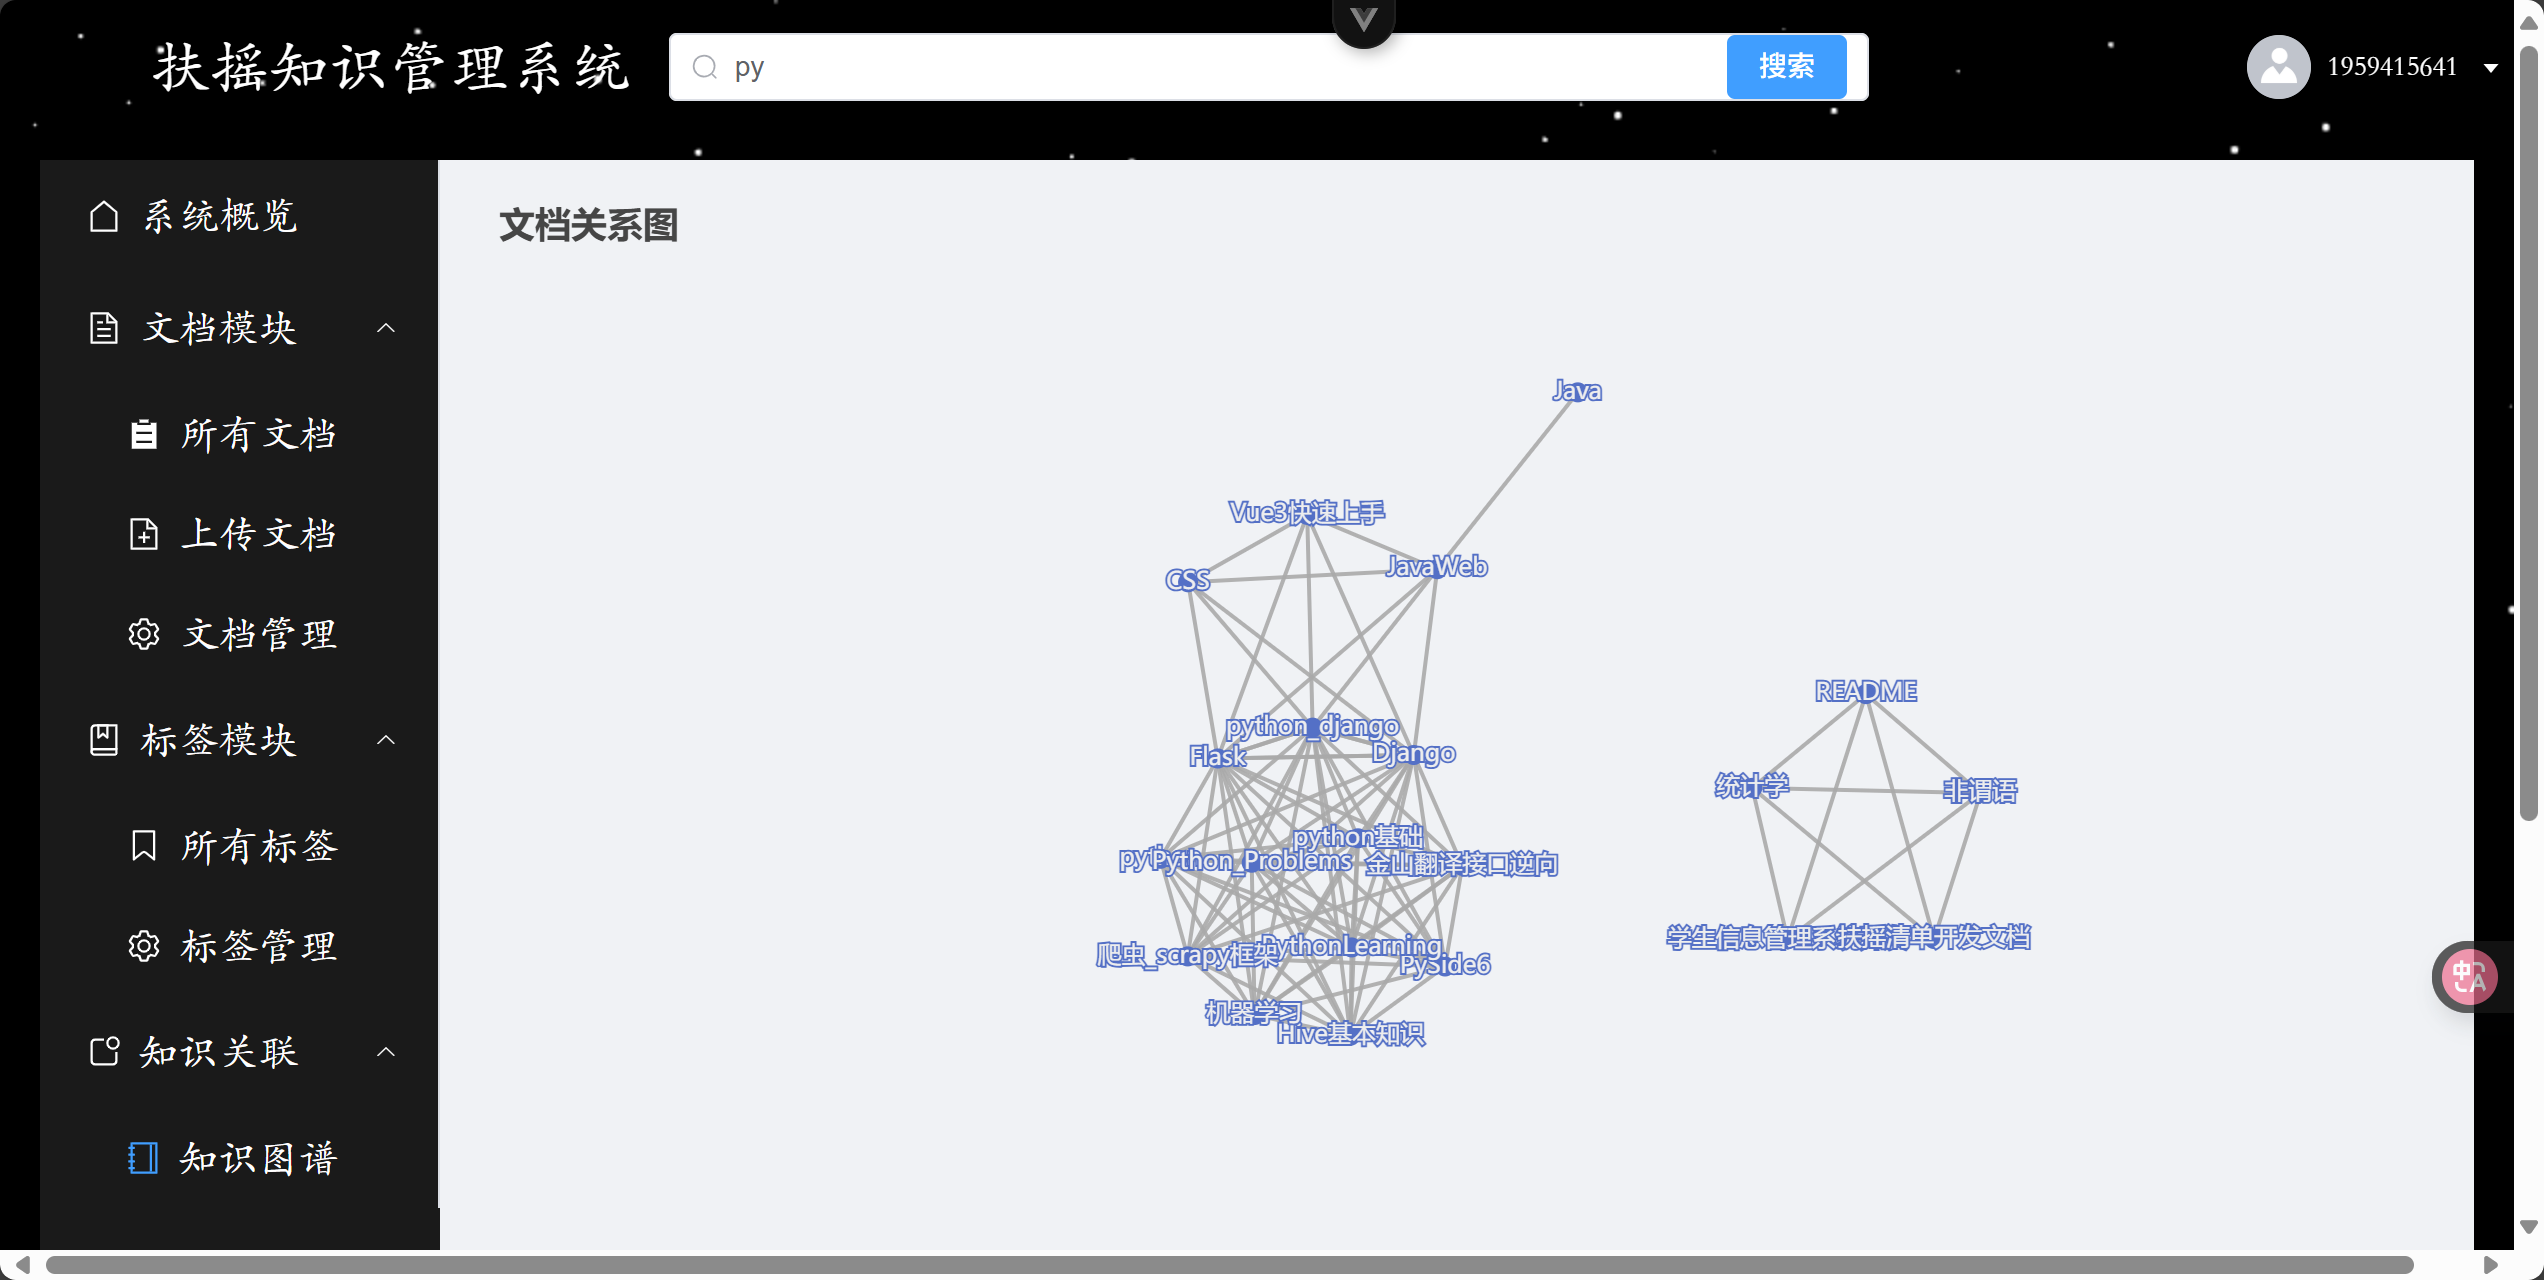 扶摇知识管理系统
py
搜索
1959415641
系统概览
文档模块
所有文档
上传文档
文档管理
标签模块
所有标签
标签管理
知识关联
知识图谱
文档关系图
Java
Vue3快速上手
JavaWeb
CSS
python_django
Flask
Django
python基础
Python_Problems
金山翻译接口逆向
爬虫_scrapy框架
PythonLearning
PySide6
机器学习
Hive基本知识
README
统计学
非谓语
学生信息管理系
扶摇清单开发文档
中A